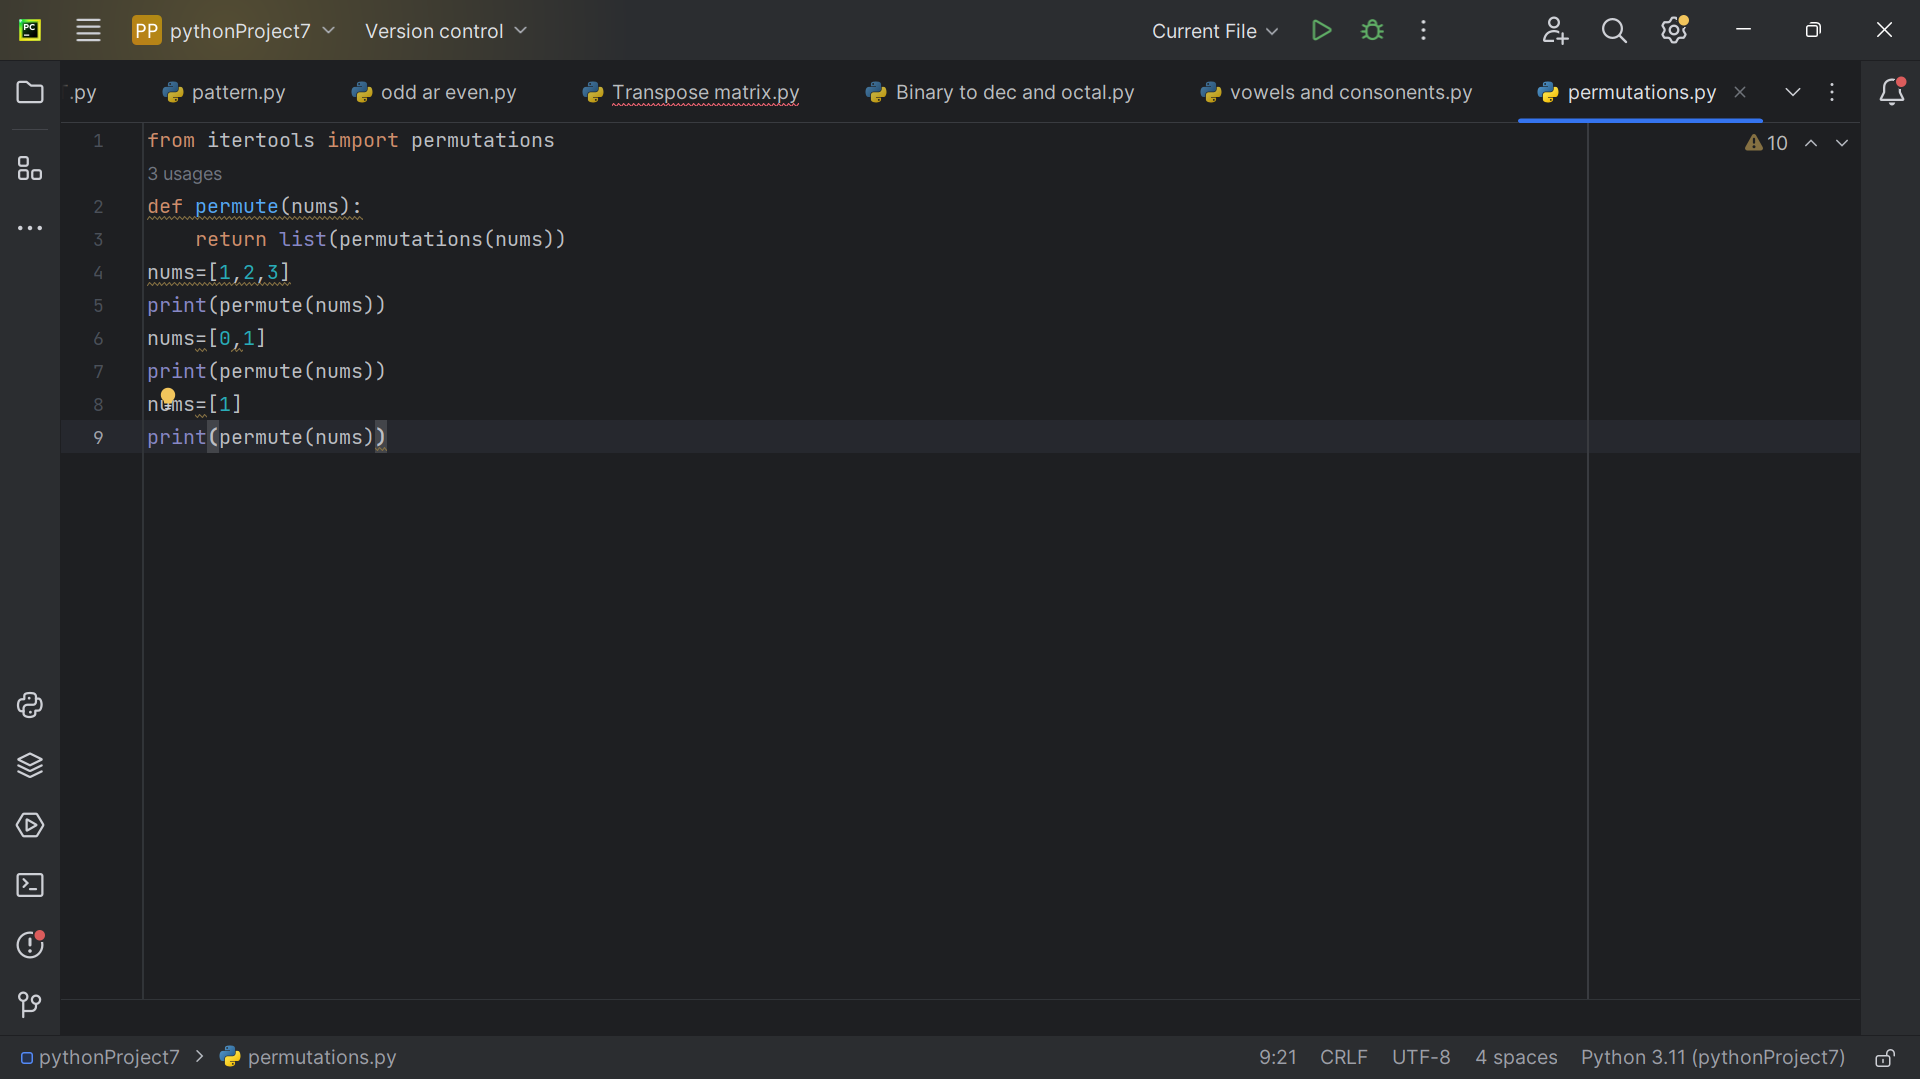 PC
PP pythonProject7
Version control
Current File
.py
pattern.py
odd ar even.py
Transpose matrix.py
Binary to dec and octal.py
vowels and consonents.py
permutations.py
1 from itertools import permutations
3 usages
2 def permute(nums):
3     return list(permutations(nums))
4 nums=[1,2,3]
5 print(permute(nums))
6 nums=[0,1]
7 print(permute(nums))
8 nums=[1]
9 print(permute(nums))
10
pythonProject7 > permutations.py
9:21 CRLF UTF-8 4 spaces Python 3.11 (pythonProject7)